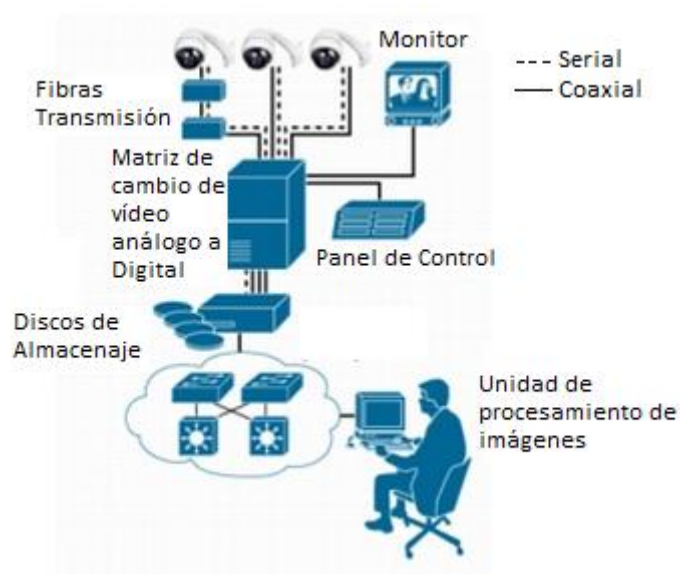 Monitor
--- Serial
— Coaxial
Fibras
Transmisión
Matriz de
cambio de
vídeo
análogo a
Digital
Panel de Control
Discos de
Almacenaje
Unidad de
procesamiento de
imágenes